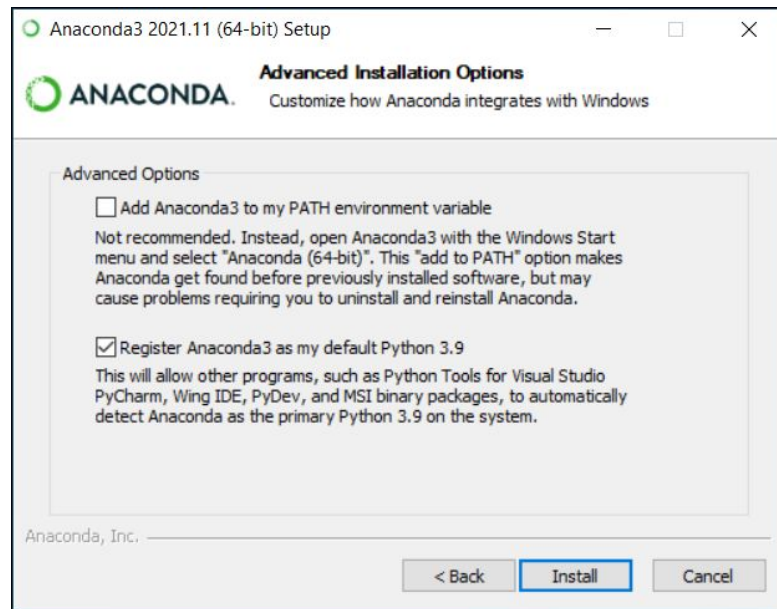 Anaconda3 2021.11 (64-bit) Setup
ANACONDA.
Advanced Installation Options
Customize how Anaconda integrates with Windows
Advanced Options
Add Anaconda3 to my PATH environment variable
Not recommended. Instead, open Anaconda3 with the Windows Start
menu and select "Anaconda (64-bit)". This "add to PATH" option makes
Anaconda get found before previously installed software, but may
cause problems requiring you to uninstall and reinstall Anaconda.
Register Anaconda3 as my default Python 3.9
This will allow other programs, such as Python Tools for Visual Studio
PyCharm, Wing IDE, PyDev, and MSI binary packages, to automatically
detect Anaconda as the primary Python 3.9 on the system.
Anaconda, Inc.
< Back
Install
Cancel